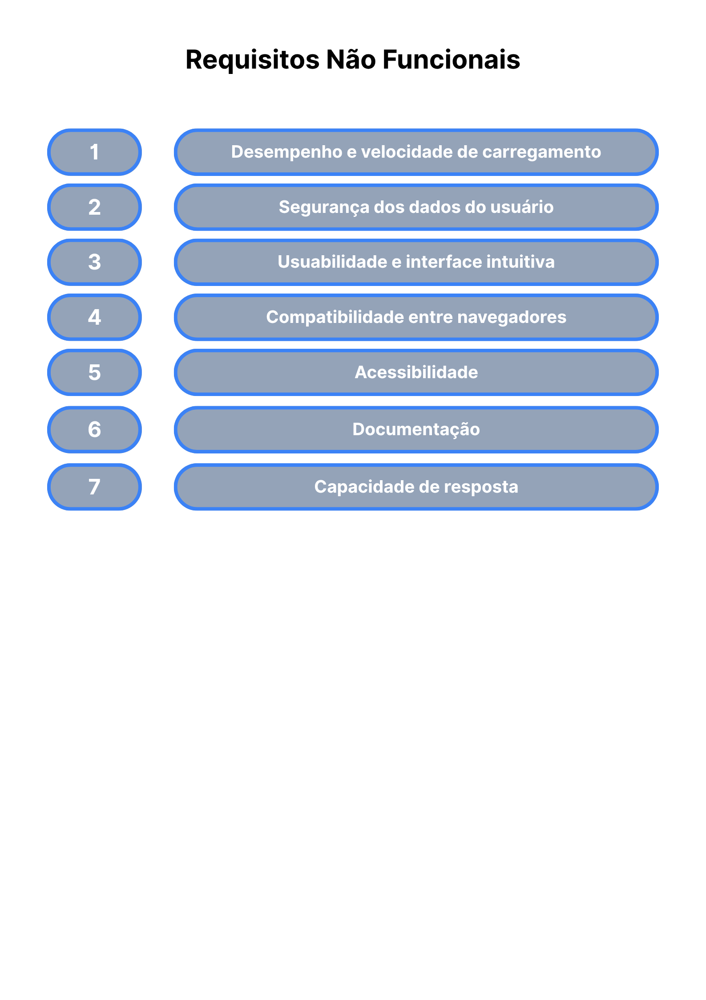 Requisitos Não Funcionais
1 Desempenho e velocidade de carregamento
2 Segurança dos dados do usuário
3 Usuabilidade e interface intuitiva
4 Compatibilidade entre navegadores
5 Acessibilidade
6 Documentação
7 Capacidade de resposta